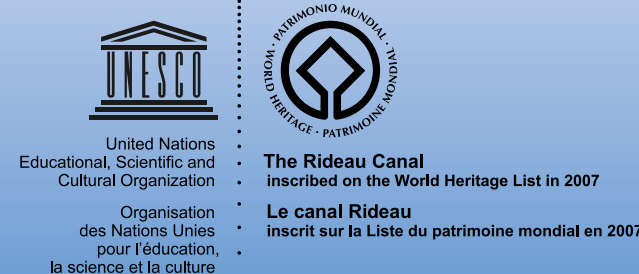 UNESCO
United Nations
Educational, Scientific and
Cultural Organization
Organisation
des Nations Unies
pour l'éducation,
la science et la culture
PATRIMONIO MUNDIAL · WORLD HERITAGE · PATRIMOINE MONDIAL ·
The Rideau Canal
inscribed on the World Heritage List in 2007
Le canal Rideau
inscrit sur la Liste du patrimoine mondial en 2007